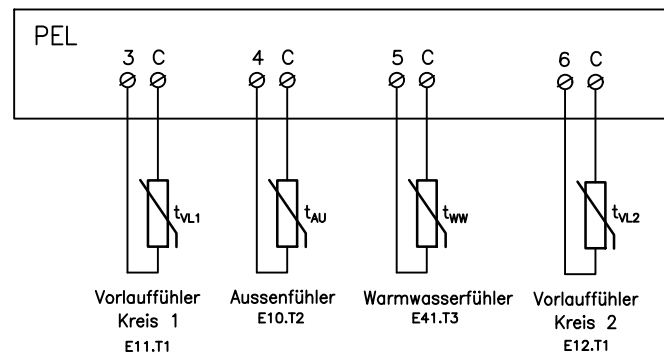 PEL
3 C 4 C 5 C 6 C
tVL1 tAU tWW tVL2
Vorlauffühler Aussenfühler Warmwasserfühler Vorlauffühler
Kreis 1 E10.T2 E41.T3 Kreis 2
E11.T1 E12.T1